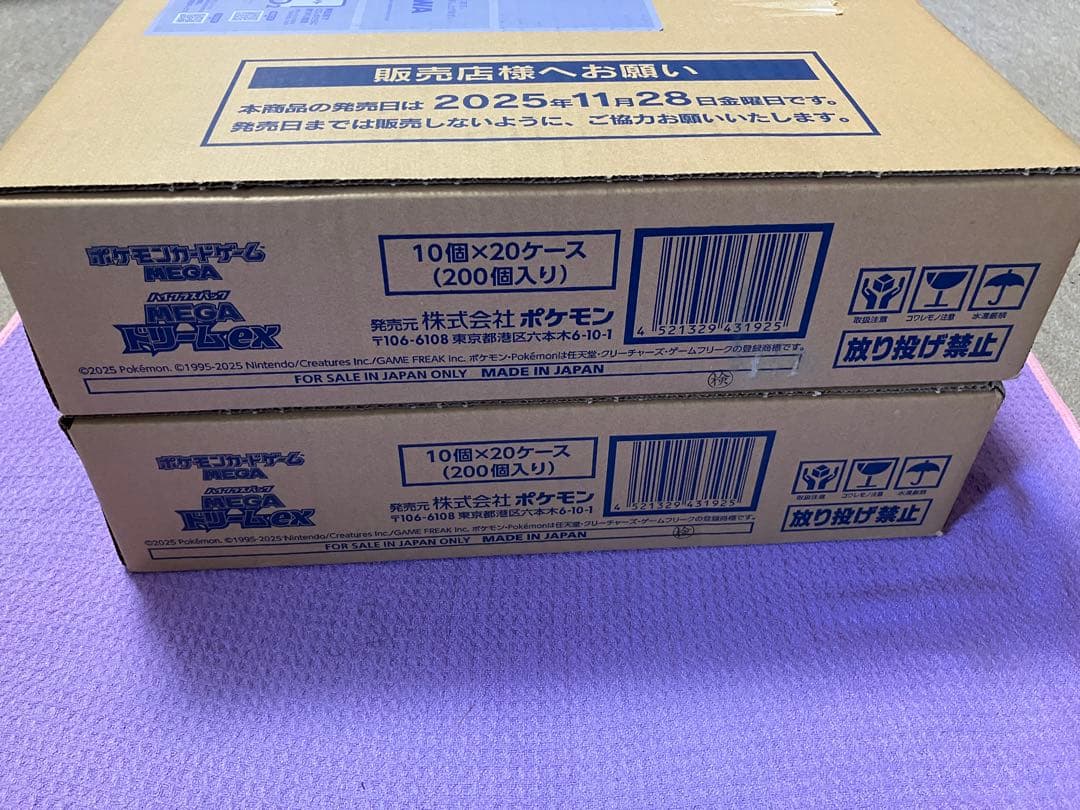 販売店様へお願い
本商品の発売日は 2025年11月28日金曜日です。
発売日までは販売しないように、ご協力お願いいたします。
ポケモンカードゲーム
MEGA
ハイクラスパック
MEGA
ドリームex
10個×20ケース
(200個入り)
発売元 株式会社 ポケモン
〒106-6108 東京都港区六本木6-10-1
4 521329 431925
取扱注意
コワレモノ注意
水濡厳禁
放り投げ禁止
©2025 Pokémon. ©1995-2025 Nintendo/Creatures Inc./GAME FREAK inc. ポケモン・Pokémonは任天堂・クリーチャーズ・ゲームフリークの登録商標です。
FOR SALE IN JAPAN ONLY MADE IN JAPAN
検
ポケモンカードゲーム
MEGA
ハイクラスパック
MEGA
ドリームex
10個×20ケース
(200個入り)
発売元 株式会社 ポケモン
〒106-6108 東京都港区六本木6-10-1
4 521329 431925
取扱注意
コワレモノ注意
水濡厳禁
放り投げ禁止
©2025 Pokémon. ©1995-2025 Nintendo/Creatures Inc./GAME FREAK inc. ポケモン・Pokémonは任天堂・クリーチャーズ・ゲームフリークの登録商標です。
FOR SALE IN JAPAN ONLY MADE IN JAPAN
検